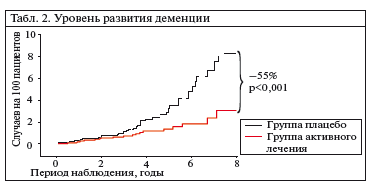 Табл. 2. Уровень развития деменции
Случаев на 100 пациентов
10
8
6
4
2
0
0 2 4 6 8
Период наблюдения, годы
–55%
p<0,001
Группа плацебо
Группа активного
лечения